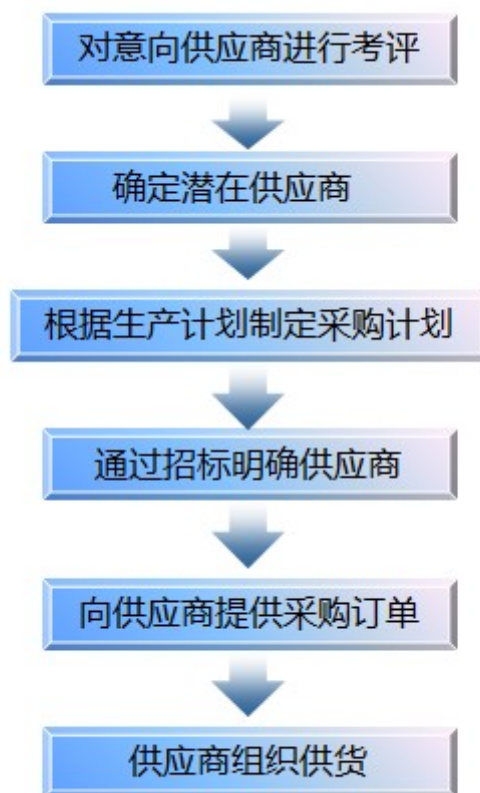 对意向供应商进行考评
确定潜在供应商
根据生产计划制定采购计划
通过招标明确供应商
向供应商提供采购订单
供应商组织供货